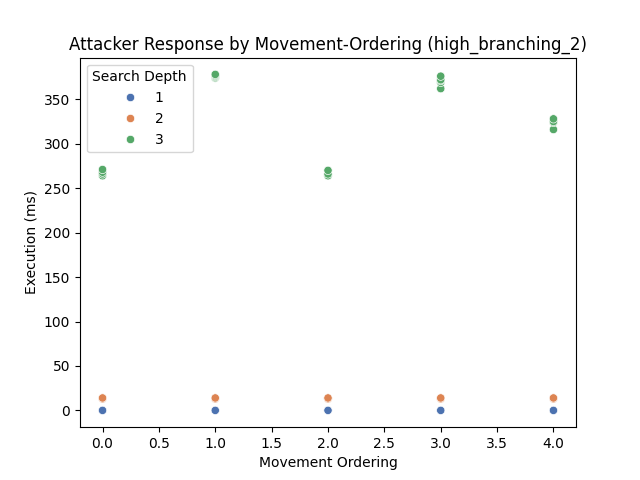 Attacker Response by Movement-Ordering (high_branching_2)
Search Depth
1
2
3
Execution (ms)
350
300
250
200
150
100
50
0
0.0 0.5 1.0 1.5 2.0 2.5 3.0 3.5 4.0
Movement Ordering